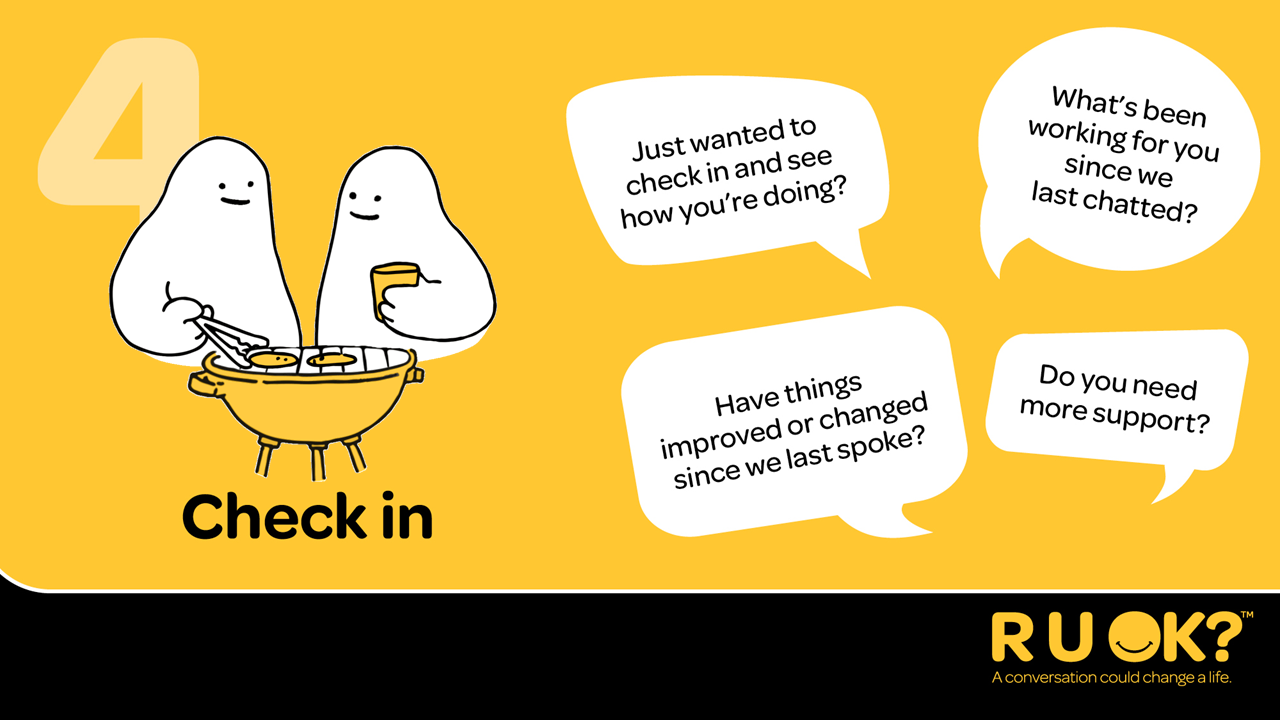 4
Check in
Just wanted to
check in and see
how you're doing?
What's been
working for you
since we
last chatted?
Have things
improved or changed
since we last spoke?
Do you need
more support?
R U OK?™
A conversation could change a life.